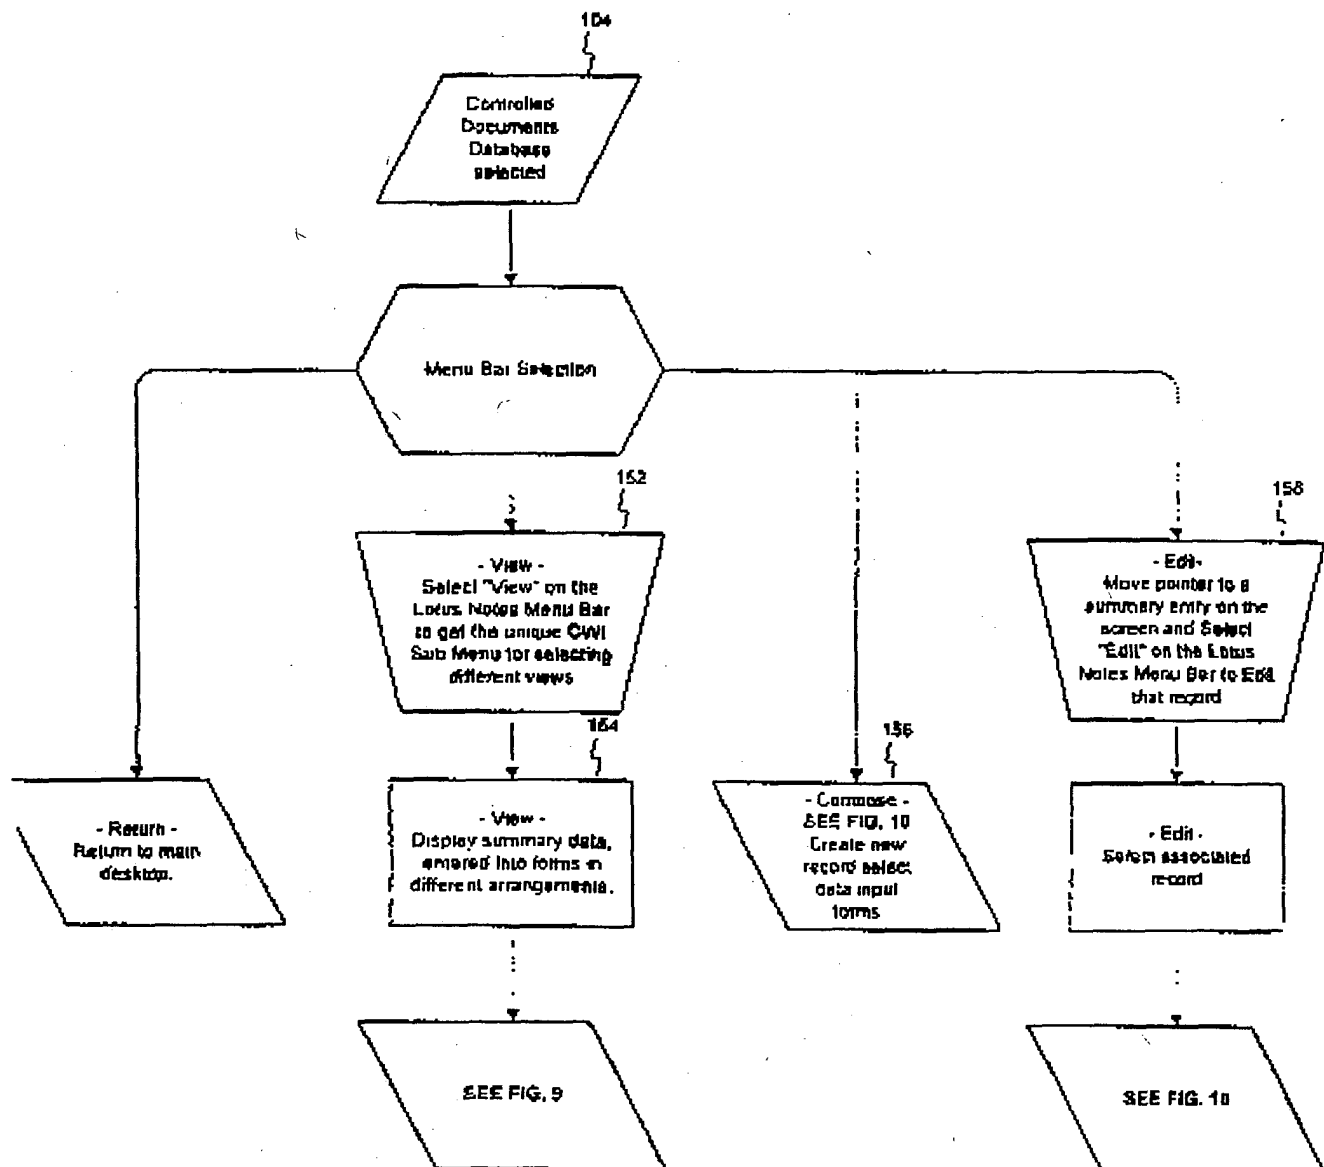 104
Controlled
Documents
Database
selected
Menu Bar Selection
152
- View -
Select "View" on the
Lotus Notes Menu Bar
to get the unique CWI
Sub Menu for selecting
different views
158
- Edit-
Move pointer to a
summary entry on the
screen and Select
"Edit" on the Lotus
Notes Menu Bar to Edit
that record
- Return -
Return to main
desktop.
154
- View -
Display summary data,
entered into forms in
different arrangements.
156
- Compose -
SEE FIG. 10
Create new
record select
data input
forms
- Edit -
Select associated
record
SEE FIG. 9
SEE FIG. 10